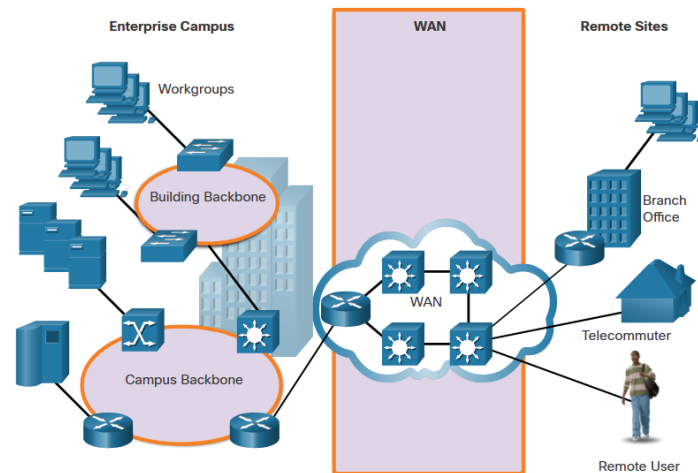 Enterprise Campus
WAN
Remote Sites
Workgroups
Building Backbone
Branch
Office
WAN
Telecommuter
Campus Backbone
Remote User